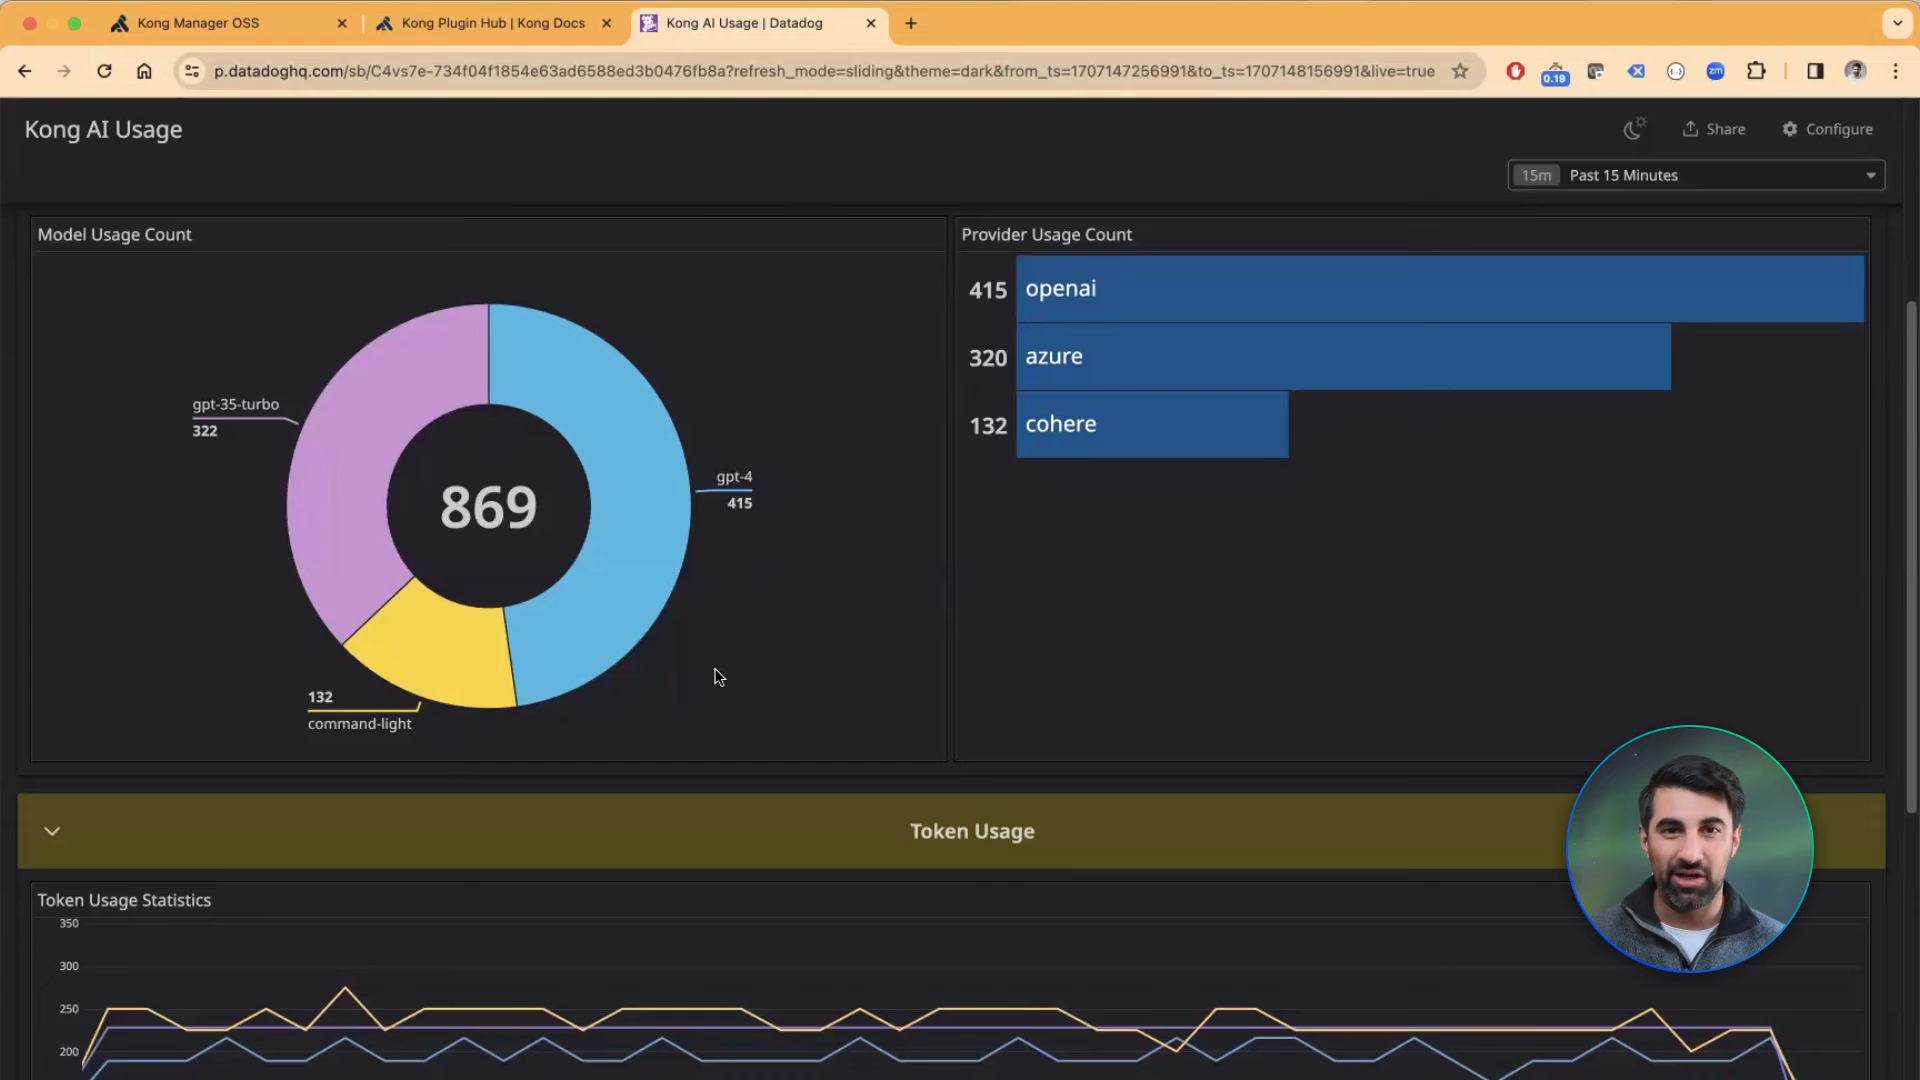 Kong Manager OSS
Kong Plugin Hub | Kong Docs
Kong AI Usage | Datadog
p.datadoghq.com/sb/C4vs7e-734f04f1854e63ad6588ed3b0476fb8a?refresh_mode=sliding&theme=dark&from_ts=1707147256991&to_ts=1707148156991&live=true
0.19
zm
Kong AI Usage
Share
Configure
15m Past 15 Minutes
Model Usage Count
gpt-35-turbo
322
869
gpt-4
415
132
command-light
Provider Usage Count
415 openai
320 azure
132 cohere
Token Usage
Token Usage Statistics
350
300
250
200